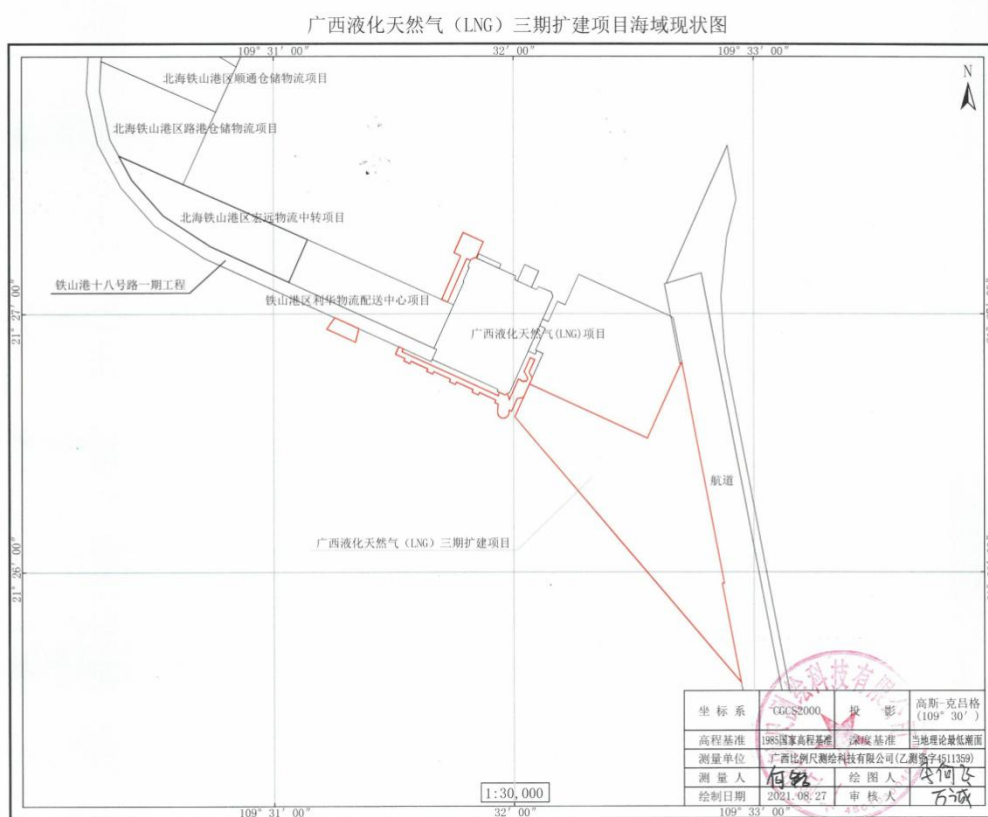 广西液化天然气（LNG）三期扩建项目海域现状图
109° 31′ 00″
32′ 00″
109° 33′ 00″
N
北海铁山港区顺通仓储物流项目
北海铁山港区路港仓储物流项目
北海铁山港区宏远物流中转项目
铁山港十八号路一期工程
铁山港区利华物流配送中心项目
21° 27′ 00″
广西液化天然气(LNG)项目
航道
广西液化天然气（LNG）三期扩建项目
21° 26′ 00″
坐标系 CGCS2000 投影 高斯-克吕格
(109° 30′)
高程基准 1985国家高程基准 深度基准 当地理论最低潮面
测量单位 广西比例尺测绘科技有限公司(乙测资字4511359)
测量人 绘图人
绘制日期 2021.08.27 审核人 万诚
1:30,000
109° 31′ 00″
32′ 00″
109° 33′ 00″